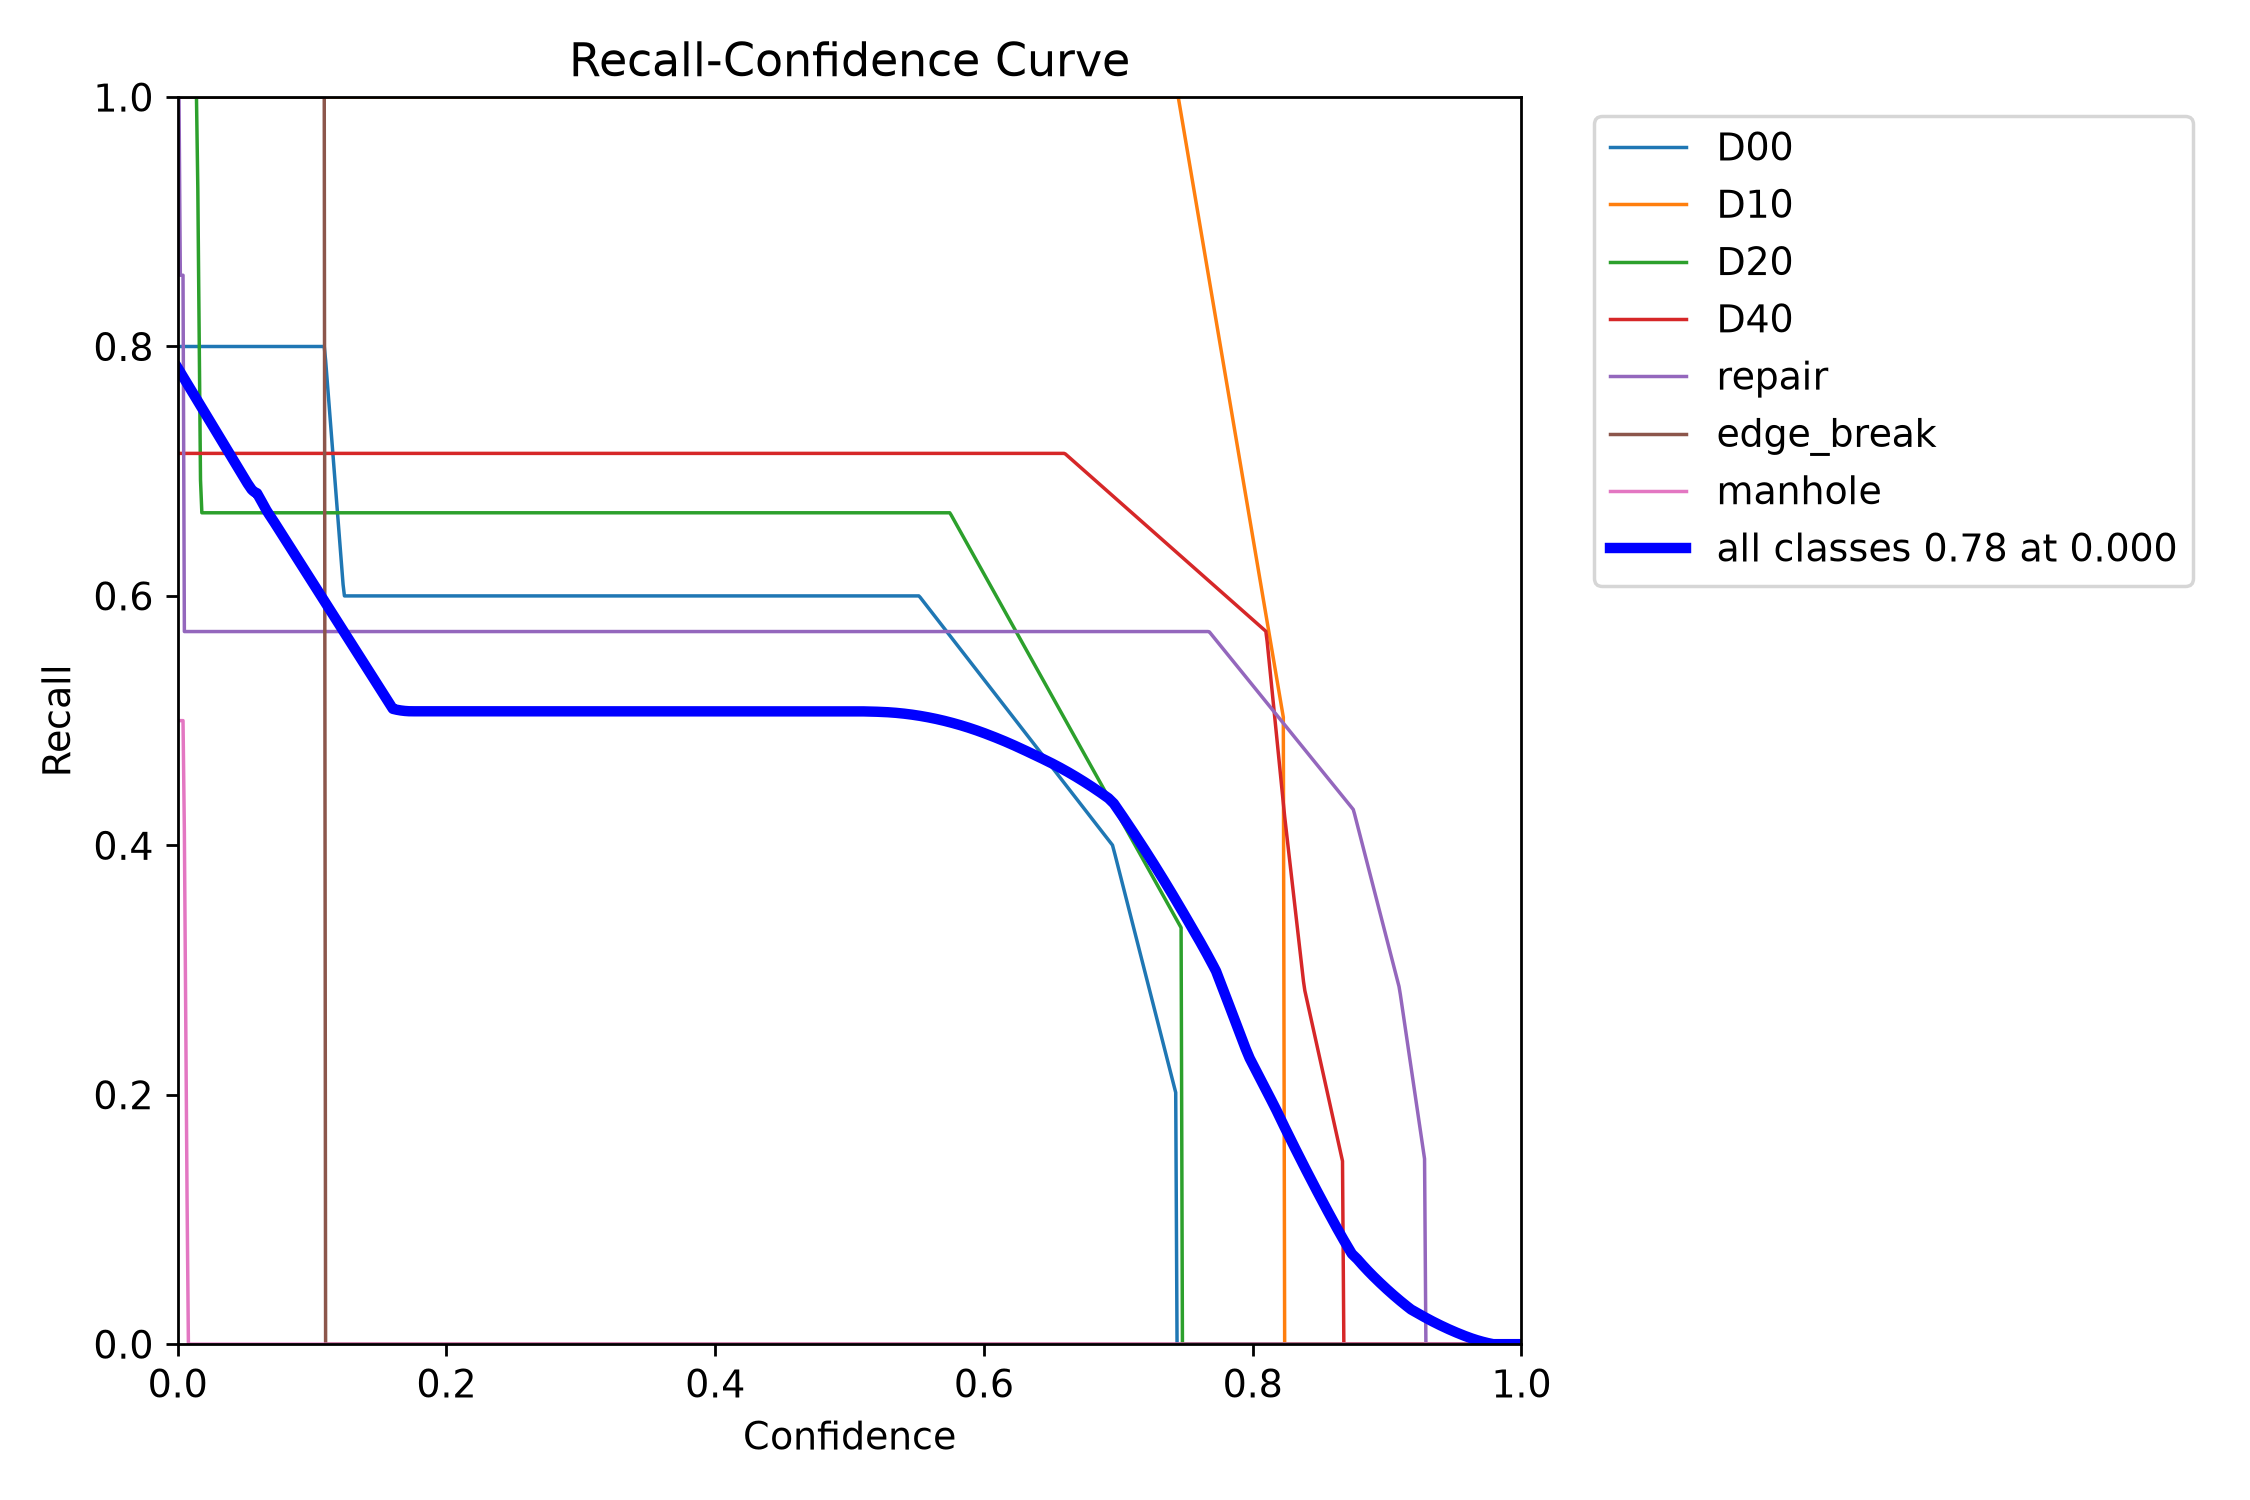 Recall-Confidence Curve
1.0
0.8
0.6
0.4
0.2
0.0
Recall
0.0 0.2 0.4 0.6 0.8 1.0
Confidence
D00
D10
D20
D40
repair
edge_break
manhole
all classes 0.78 at 0.000